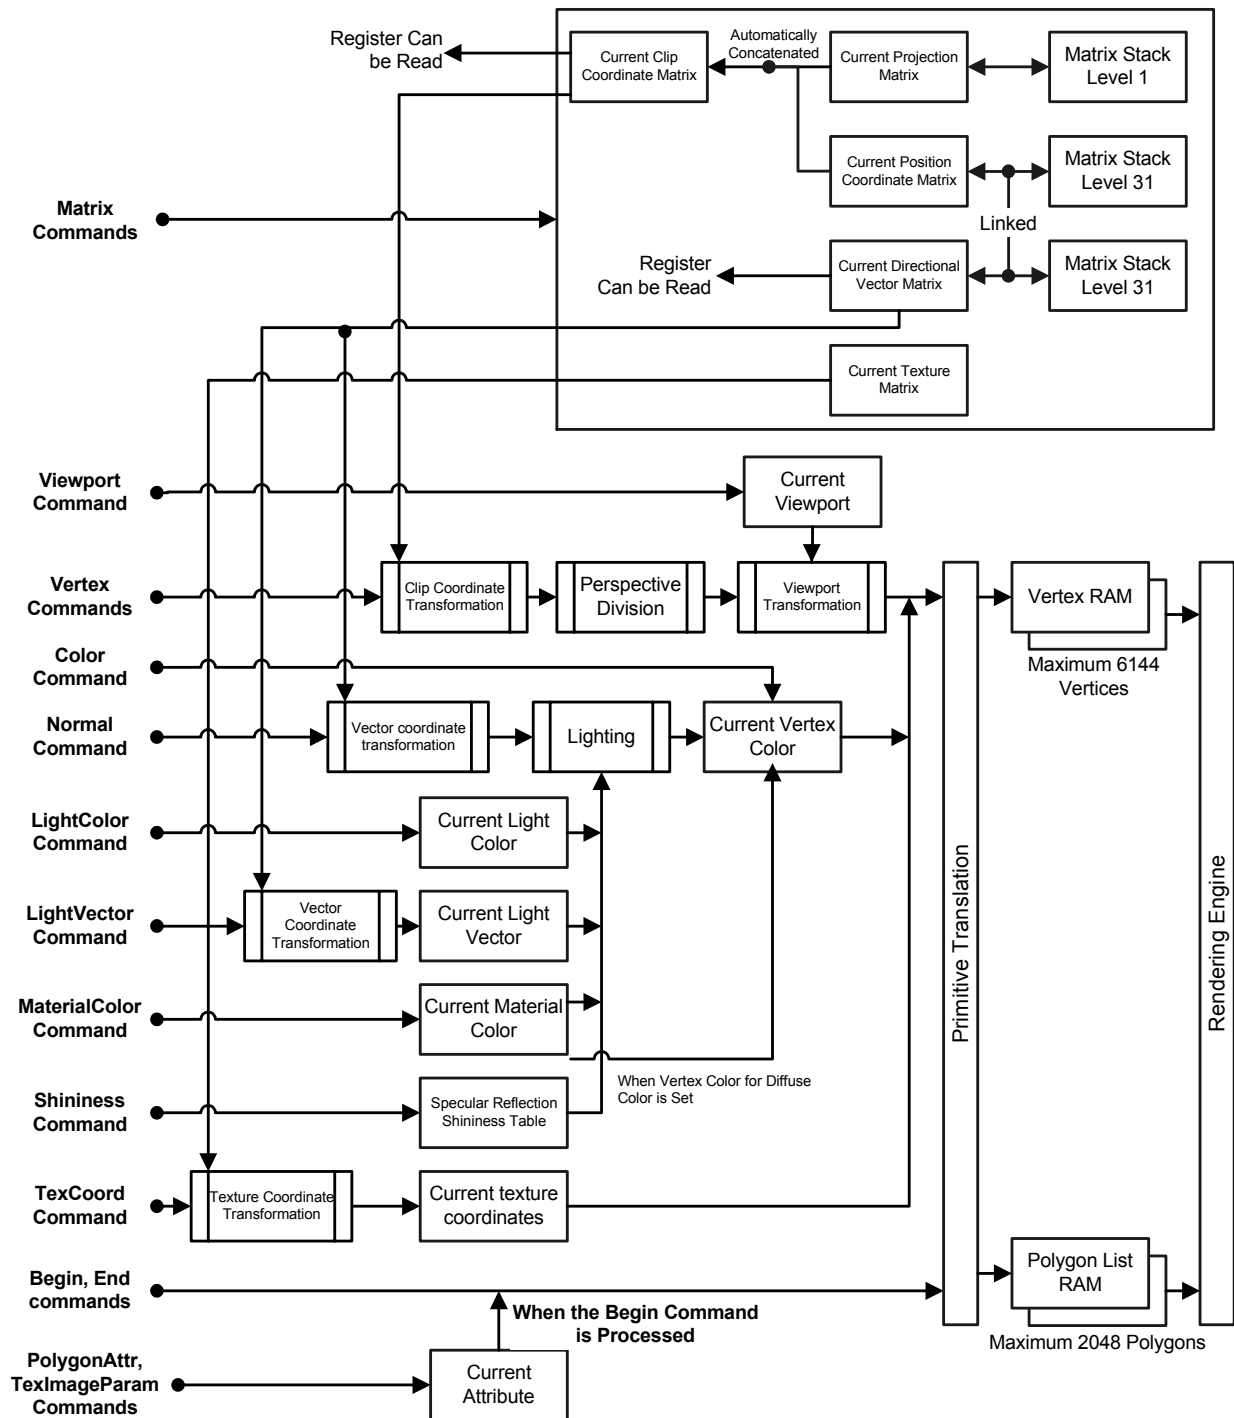 Register Can
be Read
Current Clip
Coordinate Matrix
Automatically
Concatenated
Current Projection
Matrix
Matrix Stack
Level 1
Current Position
Coordinate Matrix
Matrix Stack
Level 31
Matrix
Commands
Linked
Register
Can be Read
Current Directional
Vector Matrix
Matrix Stack
Level 31
Current Texture
Matrix
Viewport
Command
Current
Viewport
Vertex
Commands
Clip Coordinate
Transformation
Perspective
Division
Viewport
Transformation
Vertex RAM
Maximum 6144
Vertices
Color
Command
Normal
Command
Vector coordinate
transformation
Lighting
Current Vertex
Color
LightColor
Command
Current Light
Color
LightVector
Command
Vector
Coordinate
Transformation
Current Light
Vector
Primitive Translation
Rendering Engine
MaterialColor
Command
Current Material
Color
When Vertex Color for Diffuse
Color is Set
Shininess
Command
Specular Reflection
Shininess Table
TexCoord
Command
Texture Coordinate
Transformation
Current texture
coordinates
Begin, End
commands
Polygon List
RAM
Maximum 2048 Polygons
When the Begin Command
is Processed
PolygonAttr,
TexImageParam
Commands
Current
Attribute